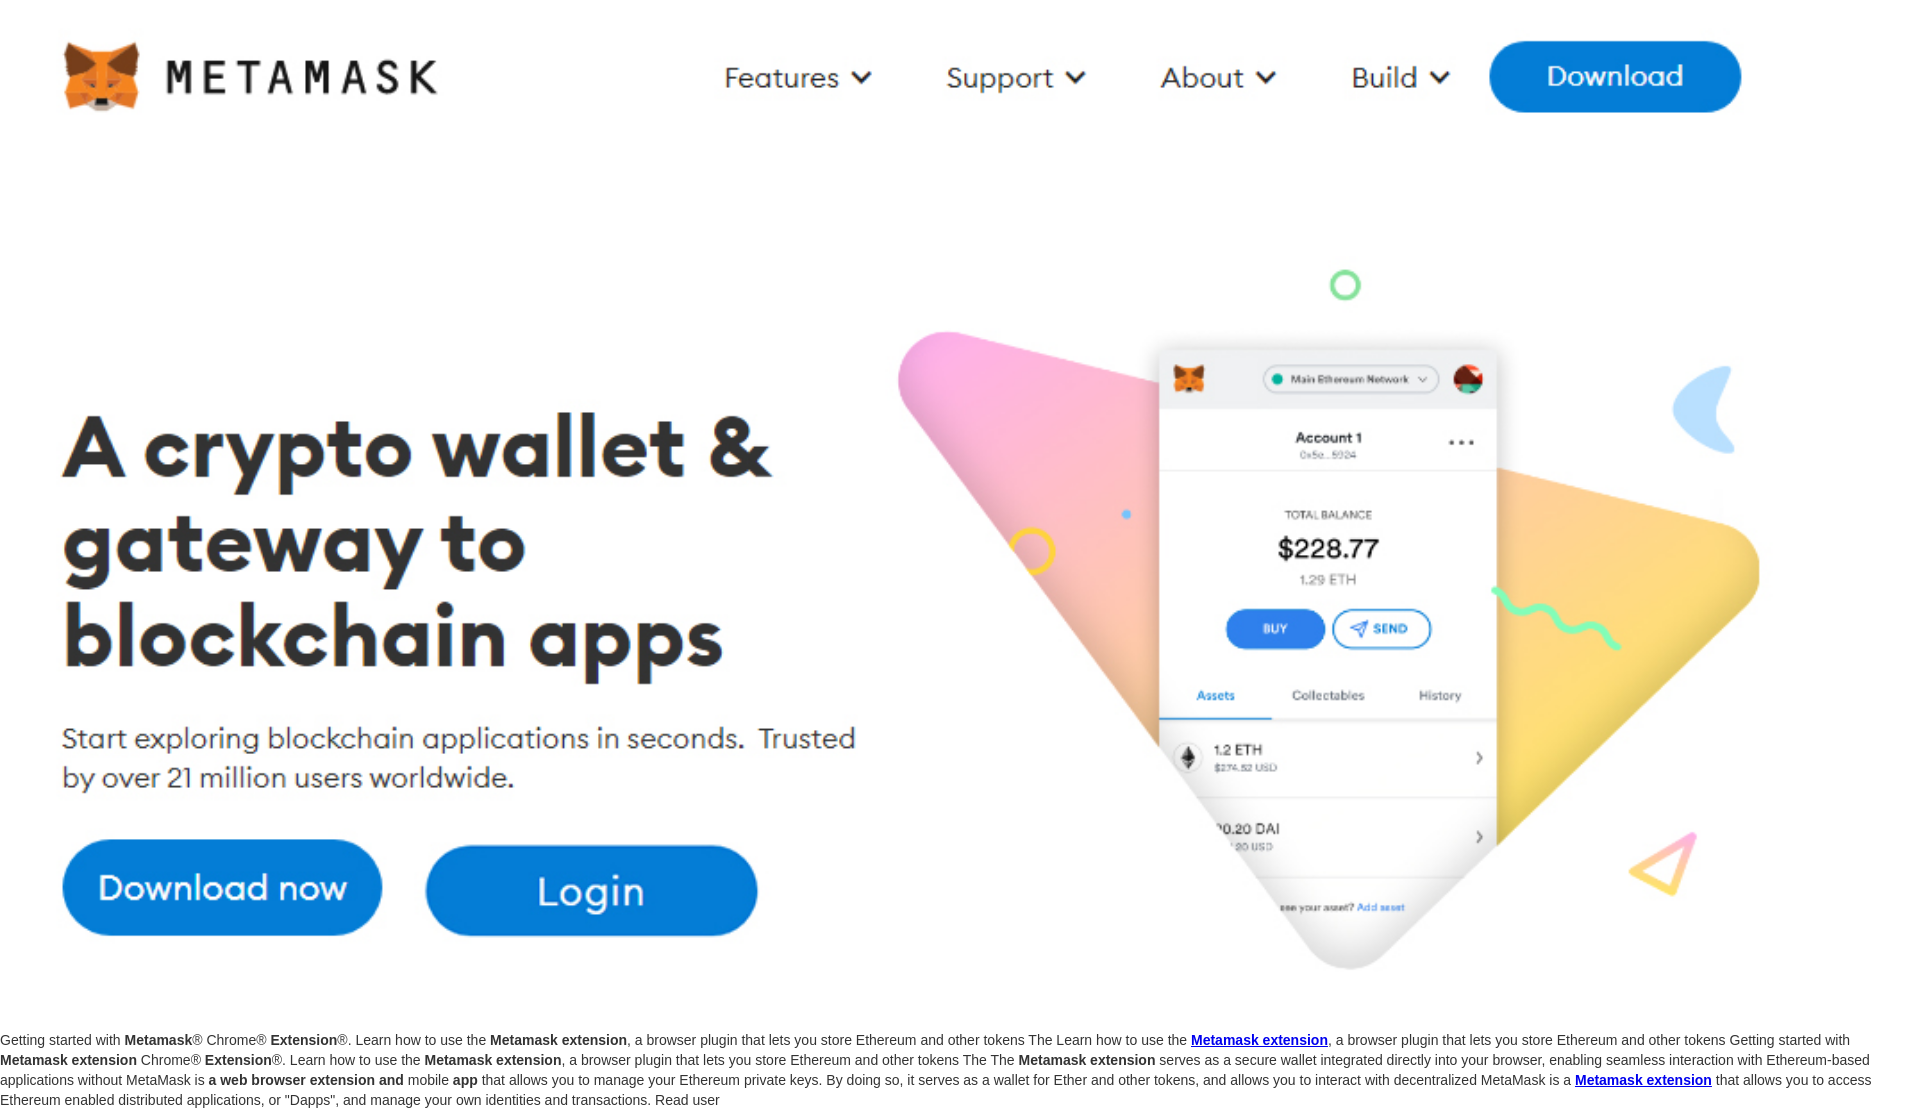 METAMASK
Features
Support
About
Build
Download
A crypto wallet &
gateway to
blockchain apps
Start exploring blockchain applications in seconds. Trusted
by over 21 million users worldwide.
Download now
Login
Main Ethereum Network
Account 1
0x5e...5924
TOTAL BALANCE
$228.77
1.29 ETH
BUY
SEND
Assets
Collectables
History
1.2 ETH
$274.52 USD
0.20 DAI
20 USD
see your asset? Add asset
Getting started with Metamask® Chrome® Extension®. Learn how to use the Metamask extension, a browser plugin that lets you store Ethereum and other tokens The Learn how to use the Metamask extension, a browser plugin that lets you store Ethereum and other tokens Getting started with
Metamask extension Chrome® Extension®. Learn how to use the Metamask extension, a browser plugin that lets you store Ethereum and other tokens The The Metamask extension serves as a secure wallet integrated directly into your browser, enabling seamless interaction with Ethereum-based
applications without MetaMask is a web browser extension and mobile app that allows you to manage your Ethereum private keys. By doing so, it serves as a wallet for Ether and other tokens, and allows you to interact with decentralized MetaMask is a Metamask extension that allows you to access
Ethereum enabled distributed applications, or "Dapps", and manage your own identities and transactions. Read user